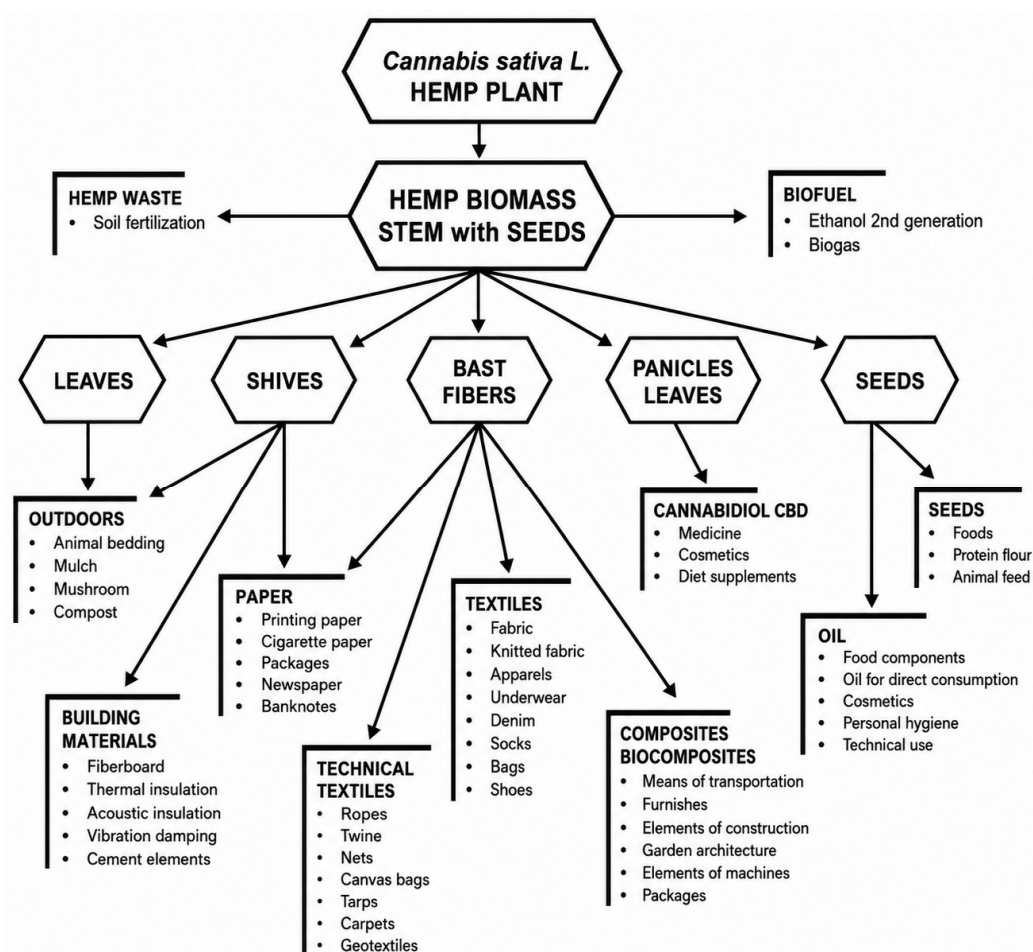 Cannabis sativa L.
HEMP PLANT
HEMP WASTE
• Soil fertilization
HEMP BIOMASS
STEM with SEEDS
BIOFUEL
• Ethanol 2nd generation
• Biogas
LEAVES
SHIVES
BAST
FIBERS
PANICLES
LEAVES
SEEDS
OUTDOORS
• Animal bedding
• Mulch
• Mushroom
• Compost
PAPER
• Printing paper
• Cigarette paper
• Packages
• Newspaper
• Banknotes
TEXTILES
• Fabric
• Knitted fabric
• Apparels
• Underwear
• Denim
• Socks
• Bags
• Shoes
CANNABIDIOL CBD
• Medicine
• Cosmetics
• Diet supplements
SEEDS
• Foods
• Protein flour
• Animal feed
OIL
• Food components
• Oil for direct consumption
• Cosmetics
• Personal hygiene
• Technical use
BUILDING
MATERIALS
• Fiberboard
• Thermal insulation
• Acoustic insulation
• Vibration damping
• Cement elements
TECHNICAL
TEXTILES
• Ropes
• Twine
• Nets
• Canvas bags
• Tarps
• Carpets
• Geotextiles
COMPOSITES
BIOCOMPOSITES
• Means of transportation
• Furnishes
• Elements of construction
• Garden architecture
• Elements of machines
• Packages